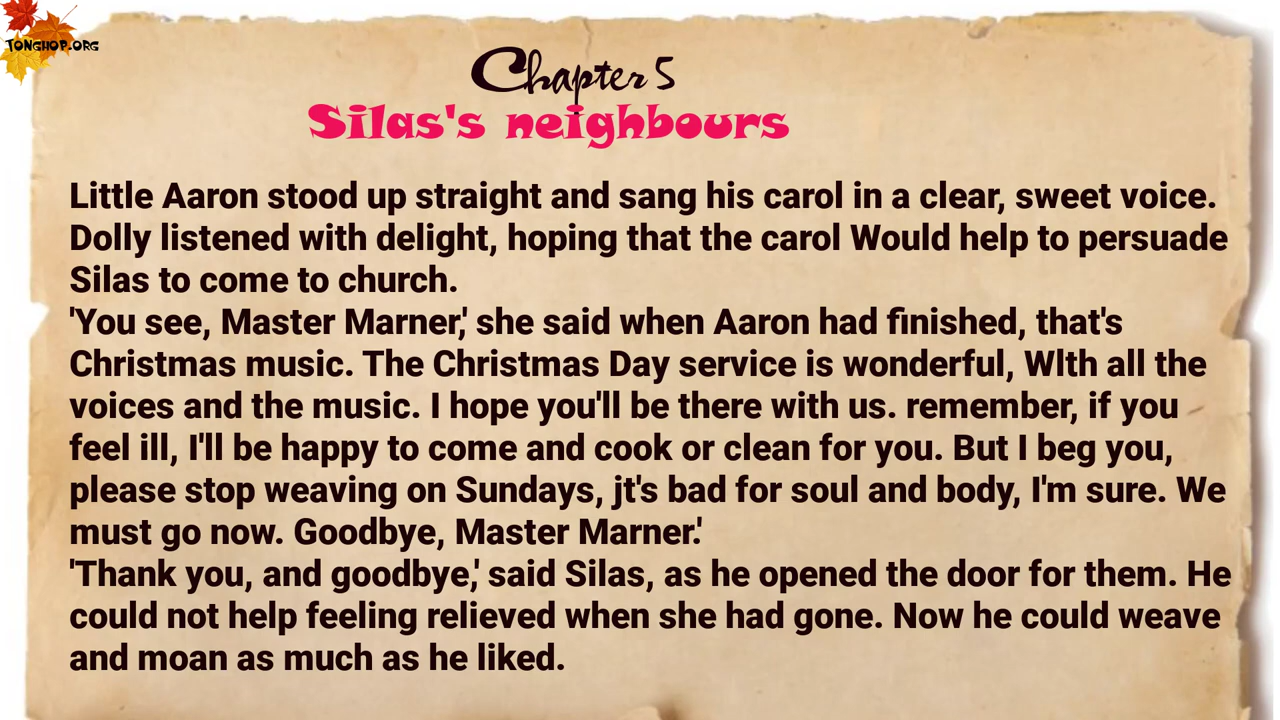 TONGHOP.ORG
Chapter 5
Silas's neighbours
Little Aaron stood up straight and sang his carol in a clear, sweet voice.
Dolly listened with delight, hoping that the carol Would help to persuade
Silas to come to church.
'You see, Master Marner,' she said when Aaron had finished, that's
Christmas music. The Christmas Day service is wonderful, Wlth all the
voices and the music. I hope you'll be there with us. remember, if you
feel ill, I'll be happy to come and cook or clean for you. But I beg you,
please stop weaving on Sundays, jt's bad for soul and body, I'm sure. We
must go now. Goodbye, Master Marner.'
'Thank you, and goodbye,' said Silas, as he opened the door for them. He
could not help feeling relieved when she had gone. Now he could weave
and moan as much as he liked.